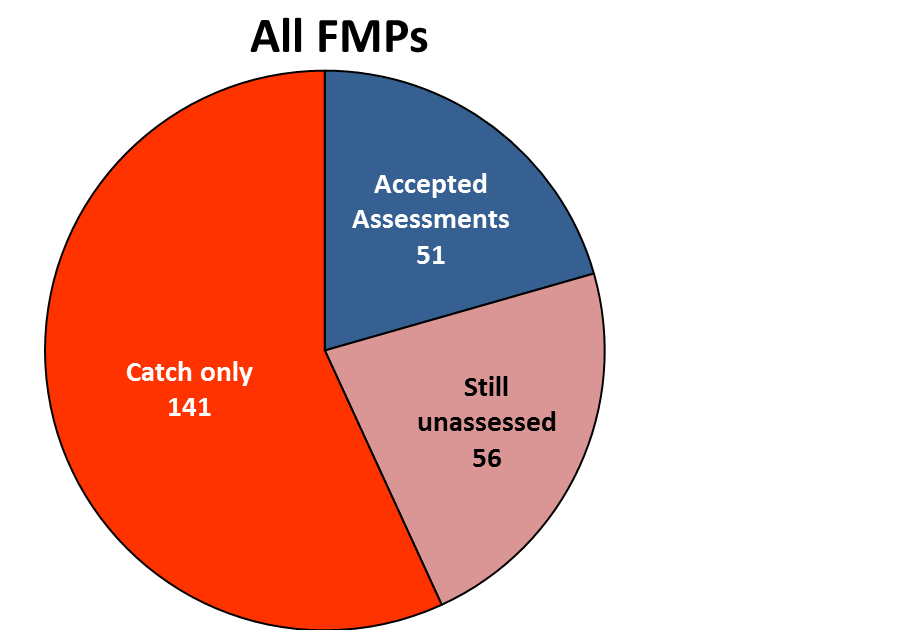 All FMPs
Accepted
Assessments
51
Catch only
141
Still
unassessed
56